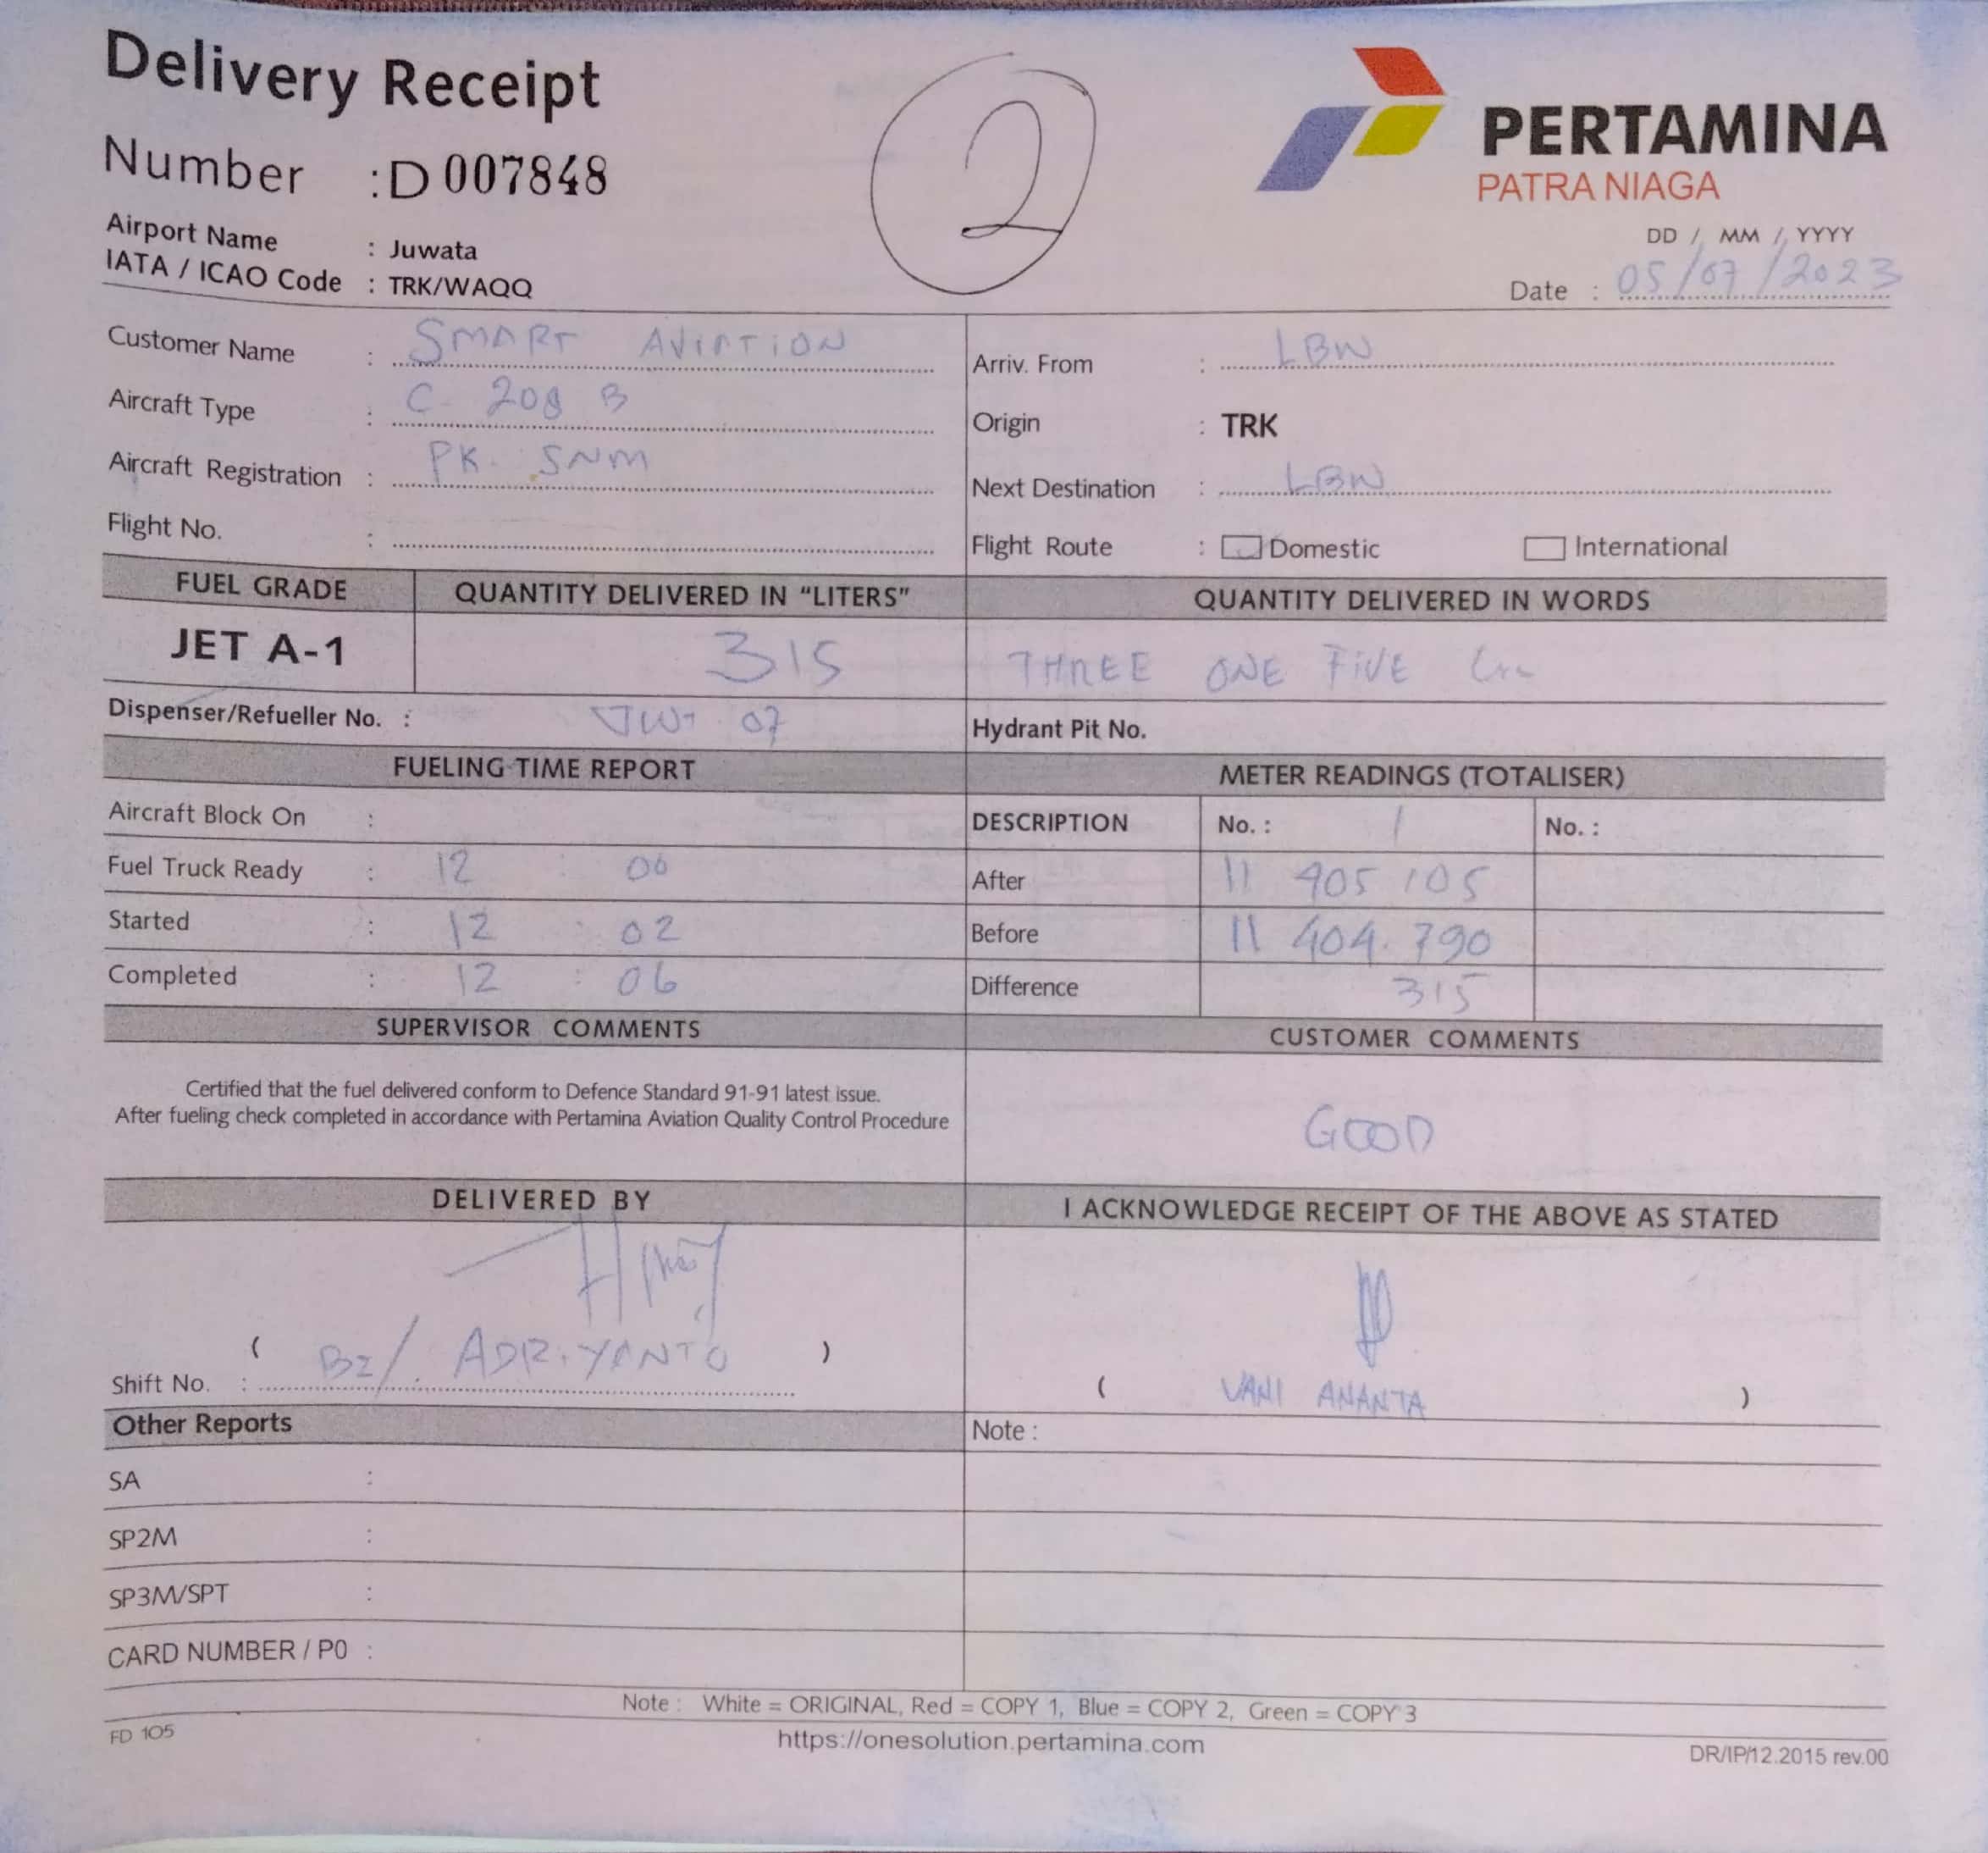 Delivery Receipt
Number : D 007848
2
PERTAMINA
PATRA NIAGA
Airport Name : Juwata
IATA / ICAO Code : TRK/WAQQ
DD / MM / YYYY
Date : 05/07/2023
Customer Name : SMART AVIATION
Arriv. From : LBW
Aircraft Type : C 208 B
Origin : TRK
Aircraft Registration : PK. SNM
Next Destination : LBW
Flight No. :
Flight Route : Domestic International
FUEL GRADE QUANTITY DELIVERED IN "LITERS" QUANTITY DELIVERED IN WORDS
JET A-1 315 THREE ONE FIVE
Dispenser/Refueller No. : 07 Hydrant Pit No.
FUELING TIME REPORT METER READINGS (TOTALISER)
Aircraft Block On : DESCRIPTION No. : 1 No. :
Fuel Truck Ready : 12 00 After 11 405 105
Started : 12 : 02 Before 11 404.790
Completed : 12 : 06 Difference 315
SUPERVISOR COMMENTS CUSTOMER COMMENTS
Certified that the fuel delivered conform to Defence Standard 91-91 latest issue.
After fueling check completed in accordance with Pertamina Aviation Quality Control Procedure
GOOD
DELIVERED BY I ACKNOWLEDGE RECEIPT OF THE ABOVE AS STATED
( ADRIYANTO )
Shift No. :
( VANI ANANTA )
Other Reports Note :
SA :
SP2M :
SP3M/SPT :
CARD NUMBER / P0 :
Note : White = ORIGINAL, Red = COPY 1, Blue = COPY 2, Green = COPY 3
FD 105
https://onesolution.pertamina.com
DR/IP/12.2015 rev.00